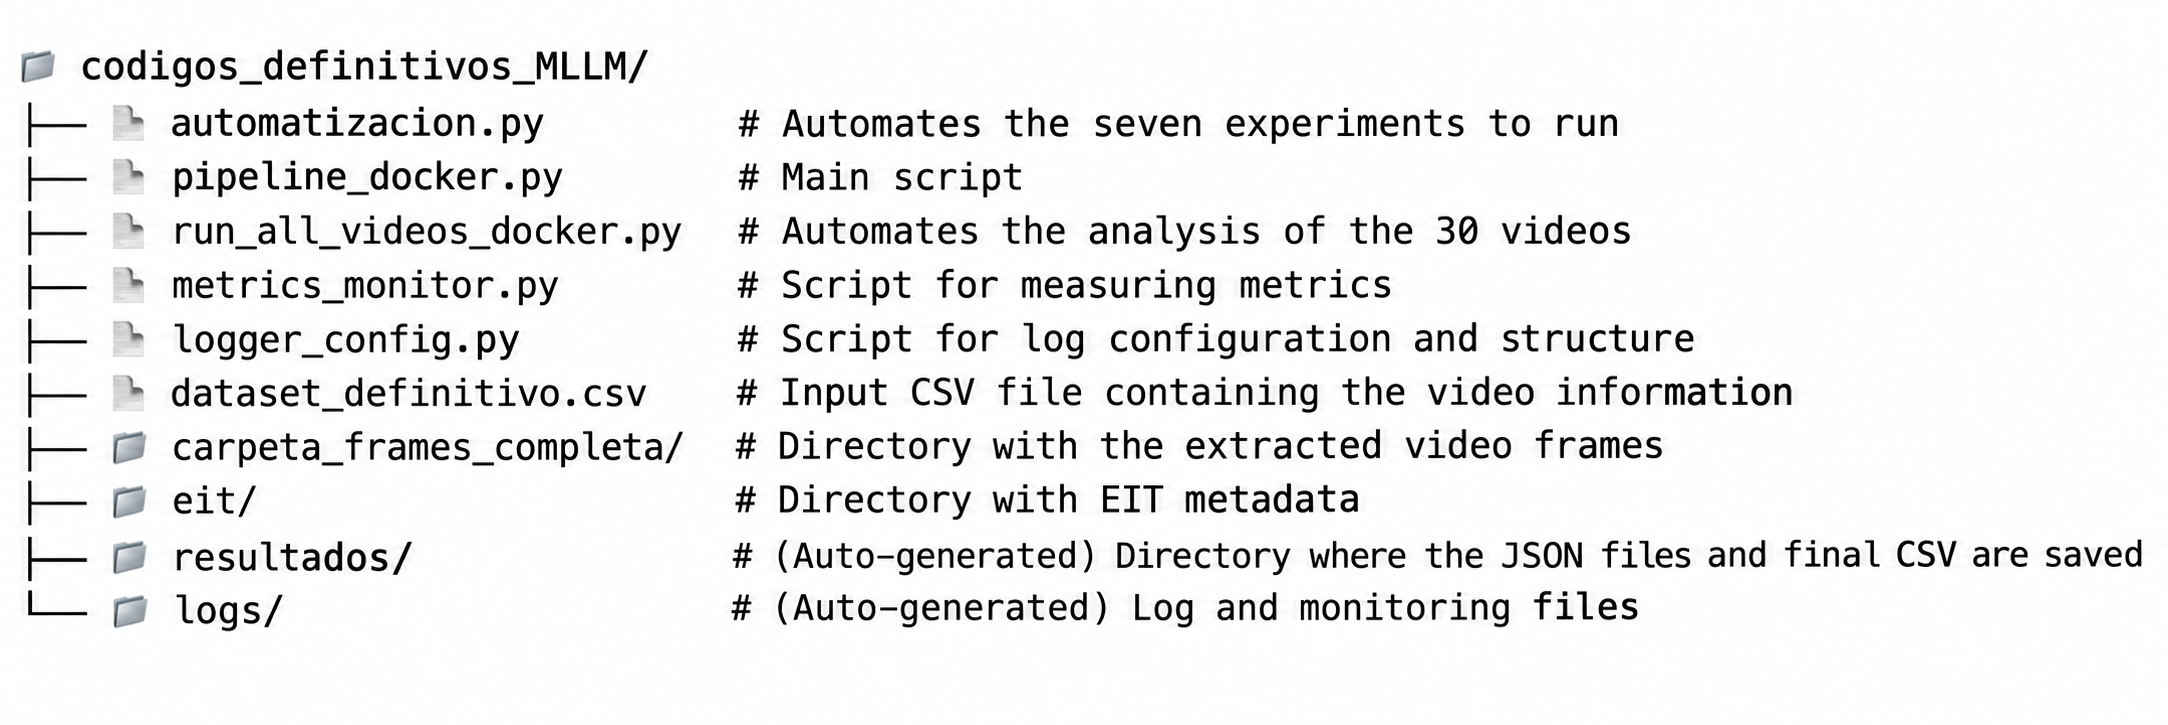 codigos_definitivos_MLLM/
├── automatizacion.py # Automates the seven experiments to run
├── pipeline_docker.py # Main script
├── run_all_videos_docker.py # Automates the analysis of the 30 videos
├── metrics_monitor.py # Script for measuring metrics
├── logger_config.py # Script for log configuration and structure
├── dataset_definitivo.csv # Input CSV file containing the video information
├── carpeta_frames_completa/ # Directory with the extracted video frames
├── eit/ # Directory with EIT metadata
├── resultados/ # (Auto-generated) Directory where the JSON files and final CSV are saved
└── logs/ # (Auto-generated) Log and monitoring files